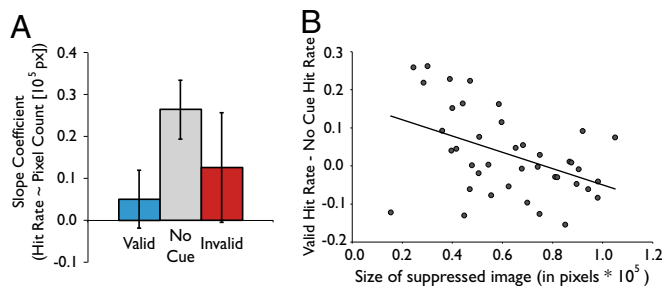 A
Slope Coefficient
(Hit Rate ~ Pixel Count [10⁵ px])
0.4
0.3
0.2
0.1
0.0
-0.1
Valid
No
Cue
Invalid
B
Valid Hit Rate - No Cue Hit Rate
0.3
0.2
0.1
0.0
-0.1
-0.2
0.0 0.2 0.4 0.6 0.8 1.0 1.2
Size of suppressed image (in pixels * 10⁵)